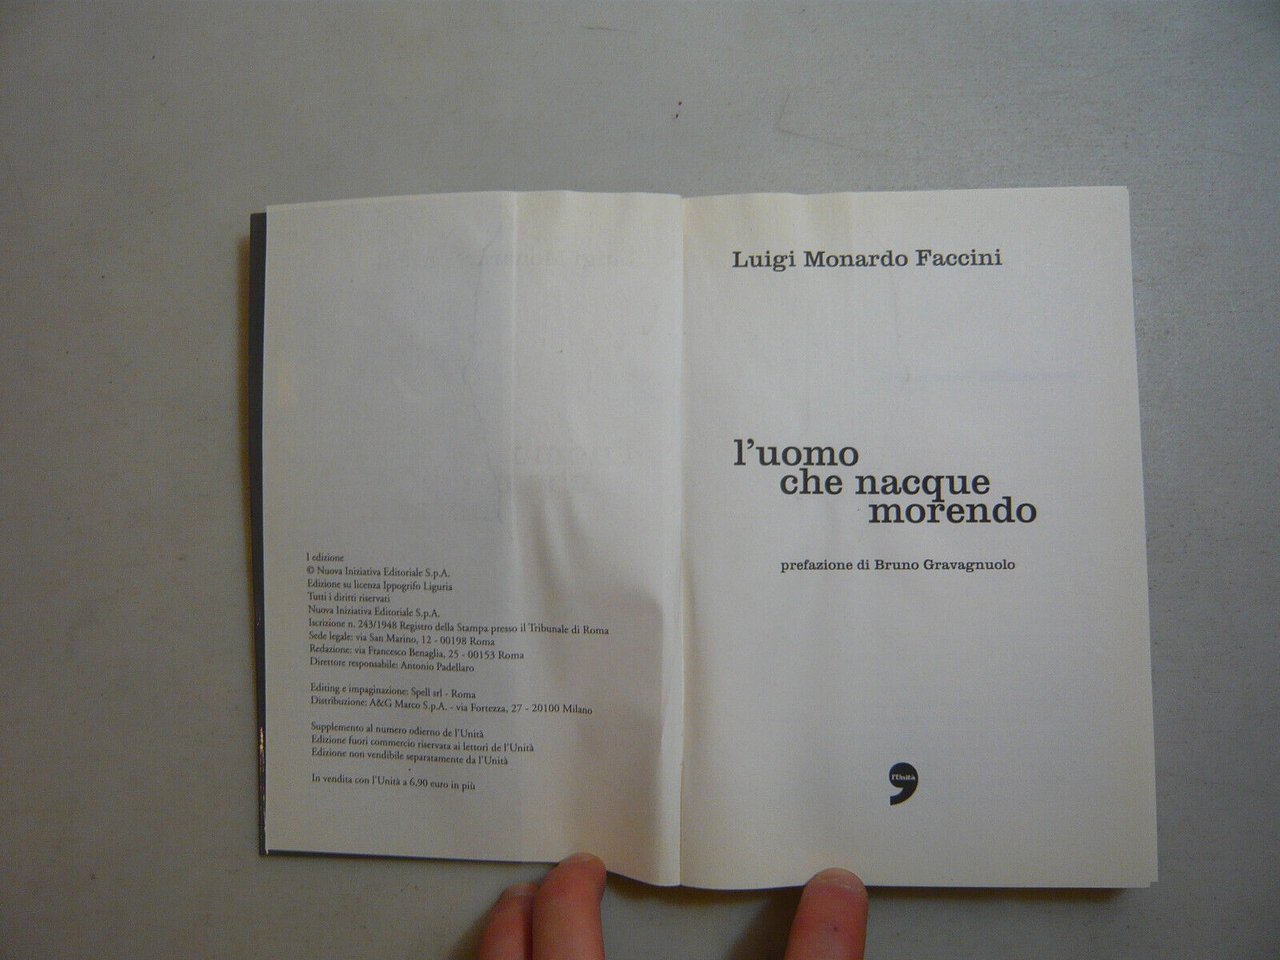 1 edizione
© Nuova Iniziativa Editoriale S.p.A.
Edizione su licenza Ippogrifo Liguria
Tutti i diritti riservati
Nuova Iniziativa Editoriale S.p.A.
Iscrizione n. 243/1948 Registro della Stampa presso il Tribunale di Roma
Sede legale: via San Marino, 12 - 00198 Roma
Redazione: via Francesco Benaglia, 25 - 00153 Roma
Direttore responsabile: Antonio Padellaro
Editing e impaginazione: Spell srl - Roma
Distribuzione: A&G Marco S.p.A. - via Fortezza, 27 - 20100 Milano
Supplemento al numero odierno de l'Unità
Edizione fuori commercio riservata ai lettori de l'Unità
Edizione non vendibile separatamente da l'Unità
In vendita con l'Unità a 6,90 euro in più
Luigi Monardo Faccini
l'uomo
che nacque
morendo
prefazione di Bruno Gravagnuolo
l'Unità